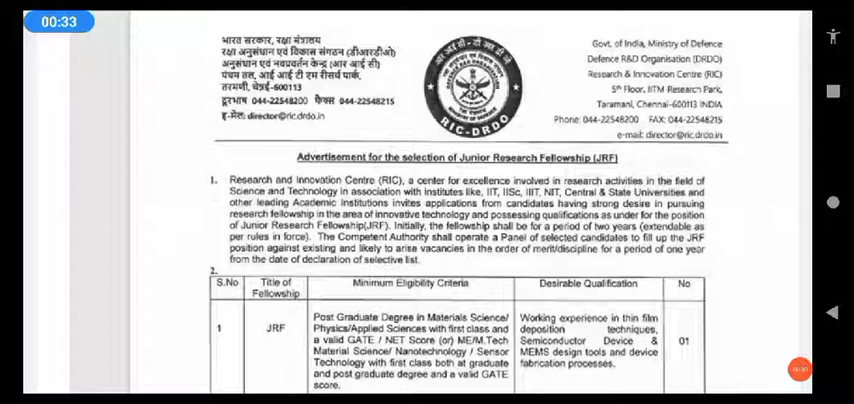 00:33
भारत सरकार, रक्षा मंत्रालय
रक्षा अनुसंधान एवं विकास संगठन (डीआरडीओ)
अनुसंधान एवं नवप्रवर्तन केन्द्र (आर आई सी)
पंचम तल, आई आई टी एम रीसर्च पार्क,
तरमणी, चेन्नई-600113
दूरभाष 044-22548200 फैक्स 044-22548215
इ-मेल: director@ric.drdo.in
RIC-DRDO
Govt. of India, Ministry of Defence
Defence R&D Organisation (DRDO)
Research & Innovation Centre (RIC)
5th Floor, IITM Research Park,
Taramani, Chennai-600113 INDIA
Phone: 044-22548200 FAX: 044-22548215
e-mail: director@ric.drdo.in
Advertisement for the selection of Junior Research Fellowship (JRF)
1. Research and Innovation Centre (RIC), a center for excellence involved in research activities in the field of
Science and Technology in association with Institutes like, IIT, IISc, IIIT, NIT, Central & State Universities and
other leading Academic Institutions invites applications from candidates having strong desire in pursuing
research fellowship in the area of innovative technology and possessing qualifications as under for the position
of Junior Research Fellowship(JRF). Initially, the fellowship shall be for a period of two years (extendable as
per rules in force). The Competent Authority shall operate a Panel of selected candidates to fill up the JRF
position against existing and likely to arise vacancies in the order of merit/discipline for a period of one year
from the date of declaration of selective list.
2.
S.No Title of Fellowship Minimum Eligibility Criteria Desirable Qualification No
1 JRF
Post Graduate Degree in Materials Science/
Physics/Applied Sciences with first class and
a valid GATE / NET Score (or) ME/M.Tech
Material Science/ Nanotechnology / Sensor
Technology with first class both at graduate
and post graduate degree and a valid GATE
score.
Working experience in thin film
deposition techniques,
Semiconductor Device &
MEMS design tools and device
fabrication processes.
01